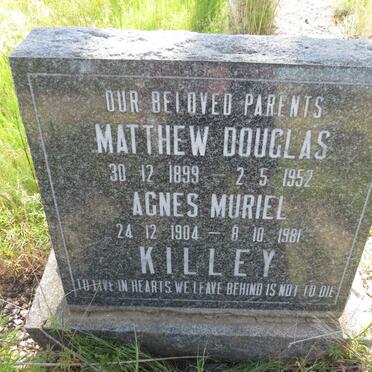 OUR BELOVED PARENTS
MATTHEW DOUGLAS
30 · 12 · 1899 – 2 · 5 · 1952
AGNES MURIEL
24 · 12 · 1904 – 8 · 10 · 1981
KILLEY
TO LIVE IN HEARTS WE LEAVE BEHIND IS NOT TO DIE